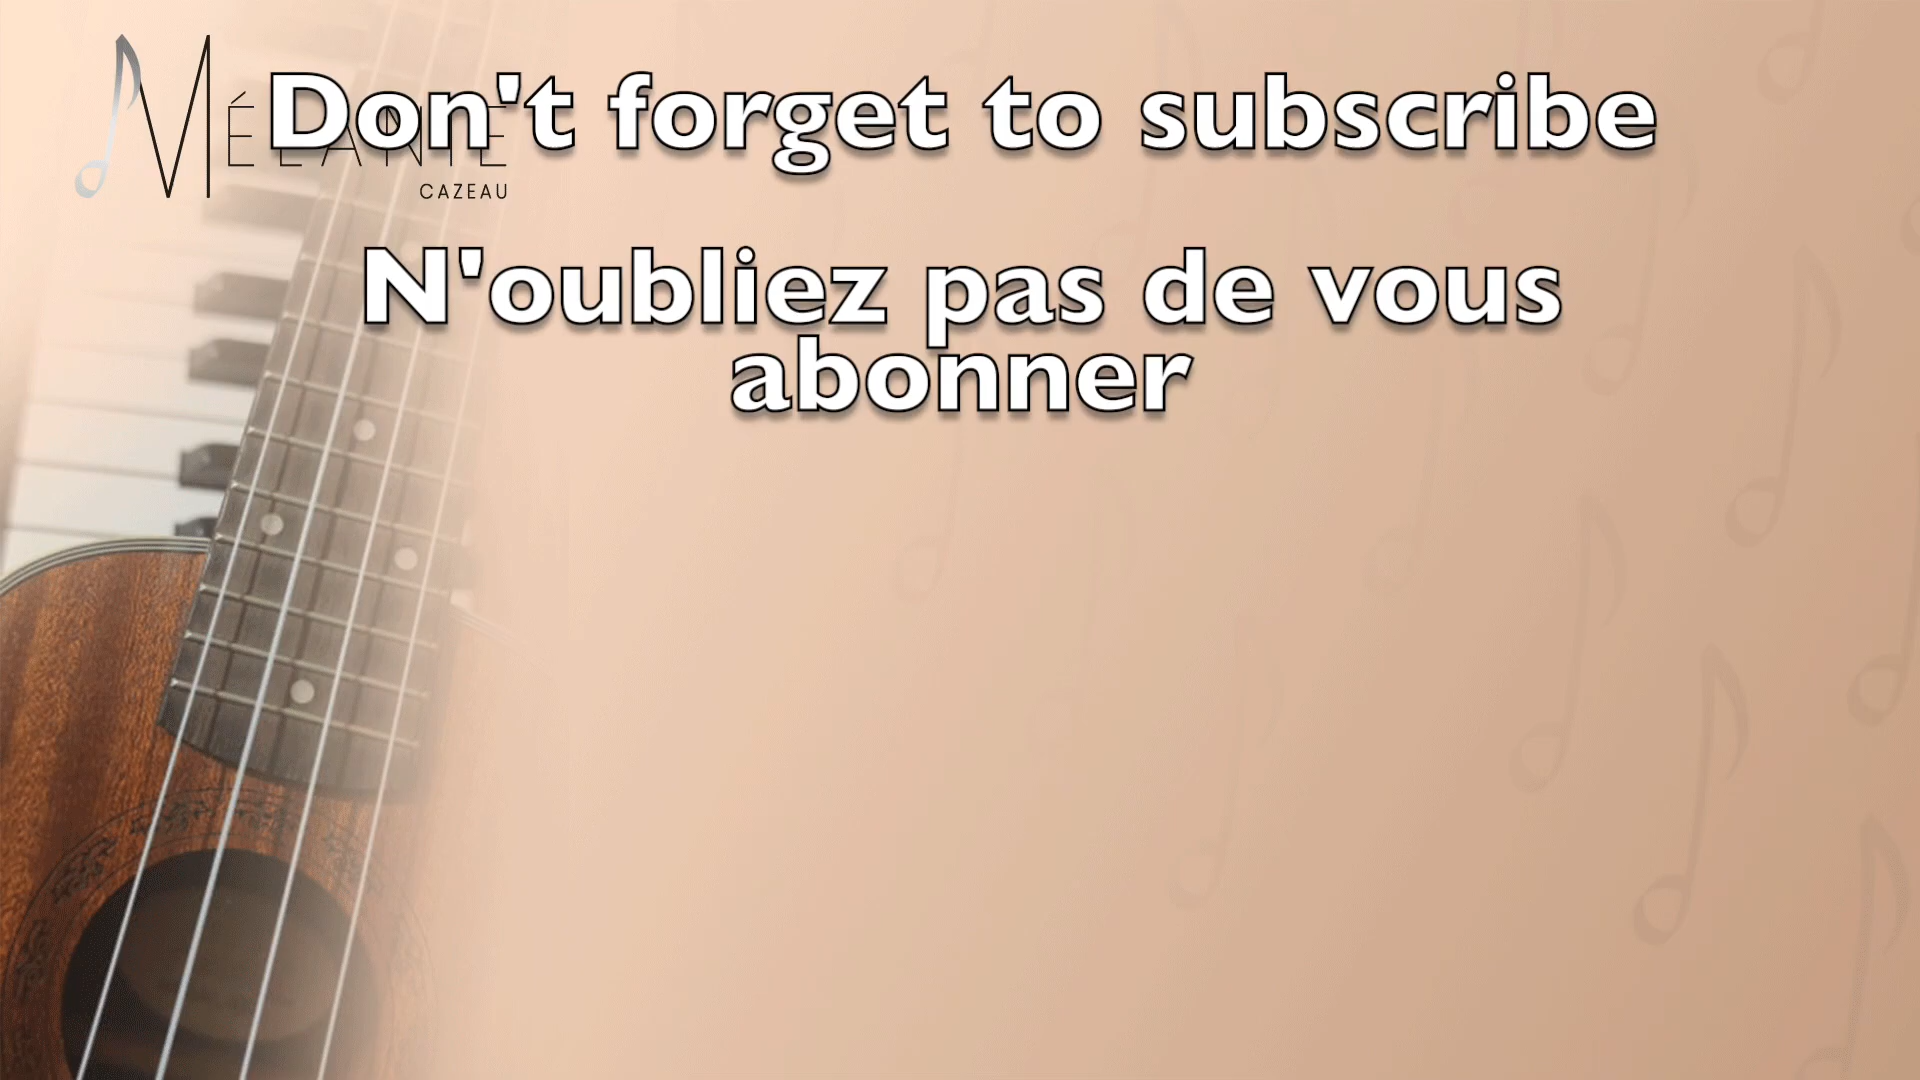 MÉLANIE
CAZEAU
Don't forget to subscribe
N'oubliez pas de vous
abonner